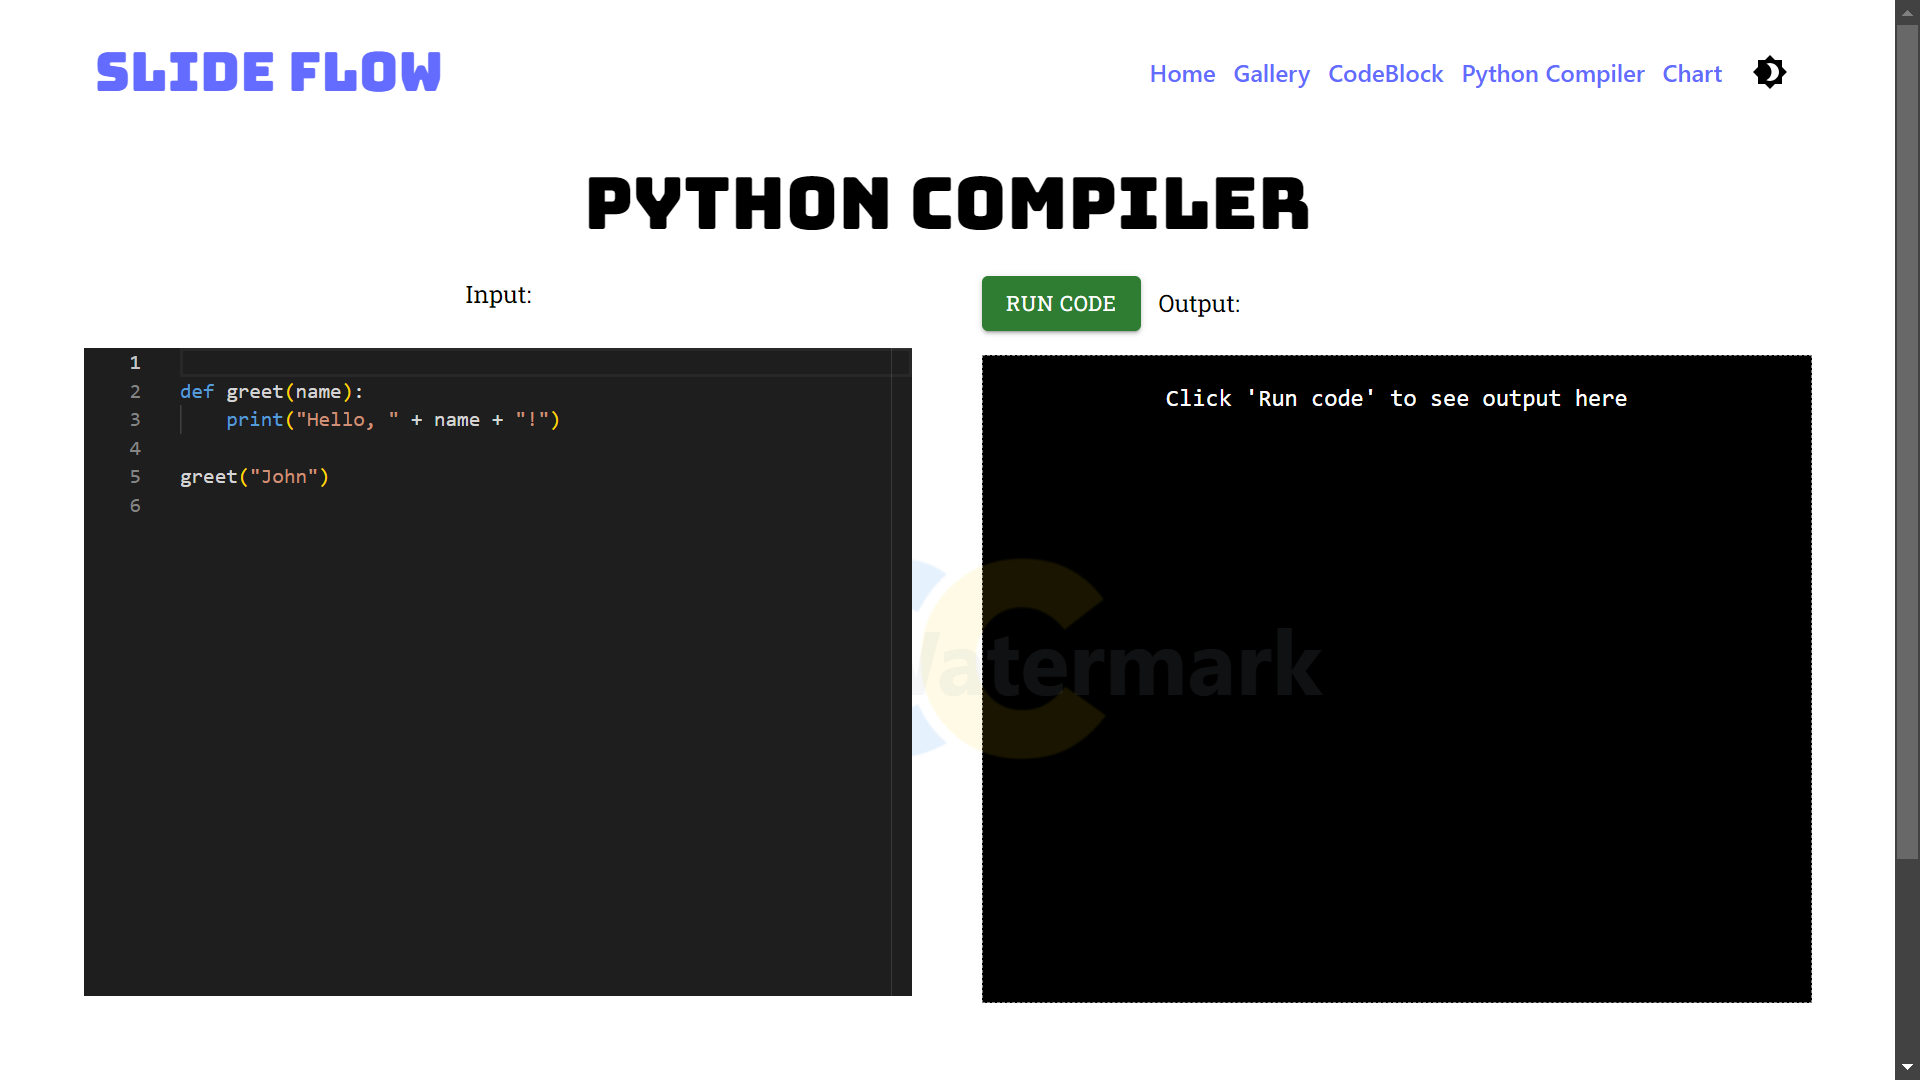 SLIDE FLOW
Home Gallery CodeBlock Python Compiler Chart
PYTHON COMPILER
Input:
RUN CODE Output:
1
2 def greet(name):
3     print("Hello, " + name + "!")
4
5 greet("John")
6
Click 'Run code' to see output here
Watermark